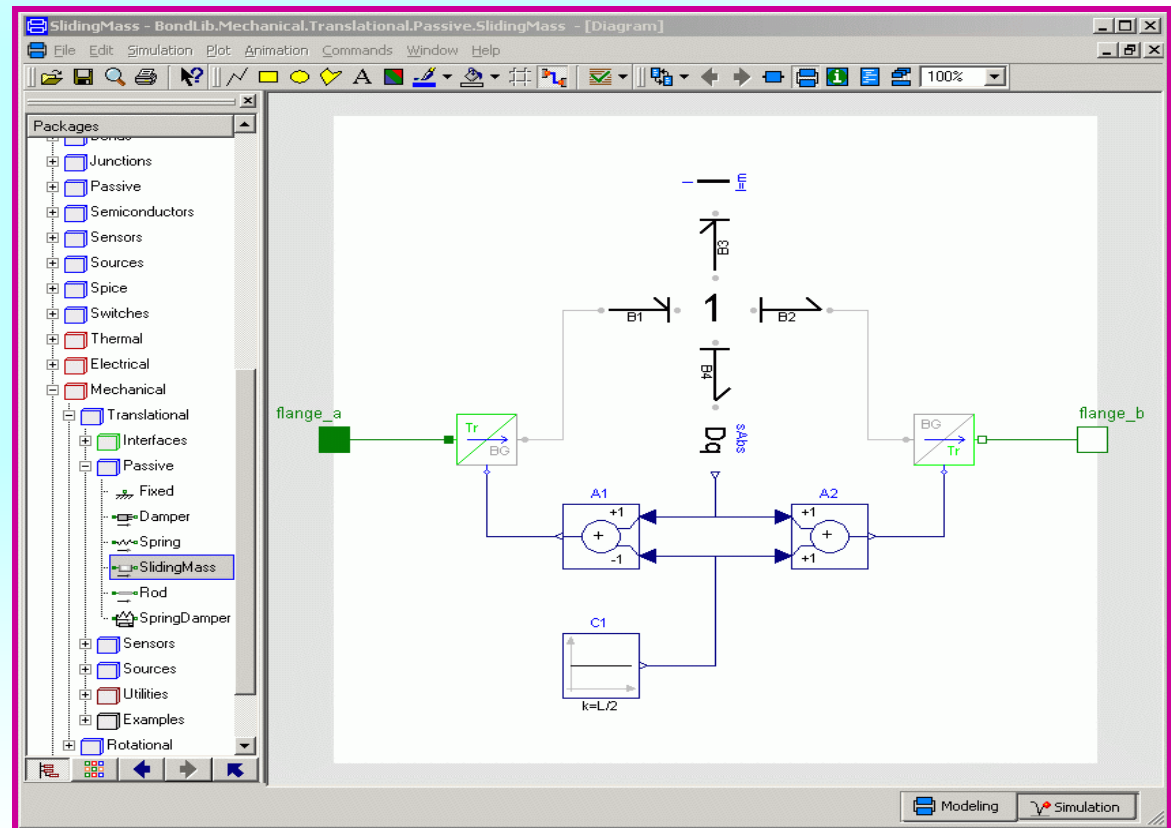 SlidingMass - BondLib.Mechanical.Translational.Passive.SlidingMass - [Diagram]
File Edit Simulation Plot Animation Commands Window Help
A 100%
Packages
Bonds
Junctions
Passive
Semiconductors
Sensors
Sources
Spice
Switches
Thermal
Electrical
Mechanical
Translational
Interfaces
Passive
Fixed
Damper
Spring
SlidingMass
Rod
SpringDamper
Sensors
Sources
Utilities
Examples
Rotational
I
m=I
B3
B1
1
B2
B4
flange_a
Tr
BG
Dq
sAbs
BG
Tr
flange_b
A1
+1
+
-1
A2
+1
+
+1
C1
k=L/2
Modeling
Simulation